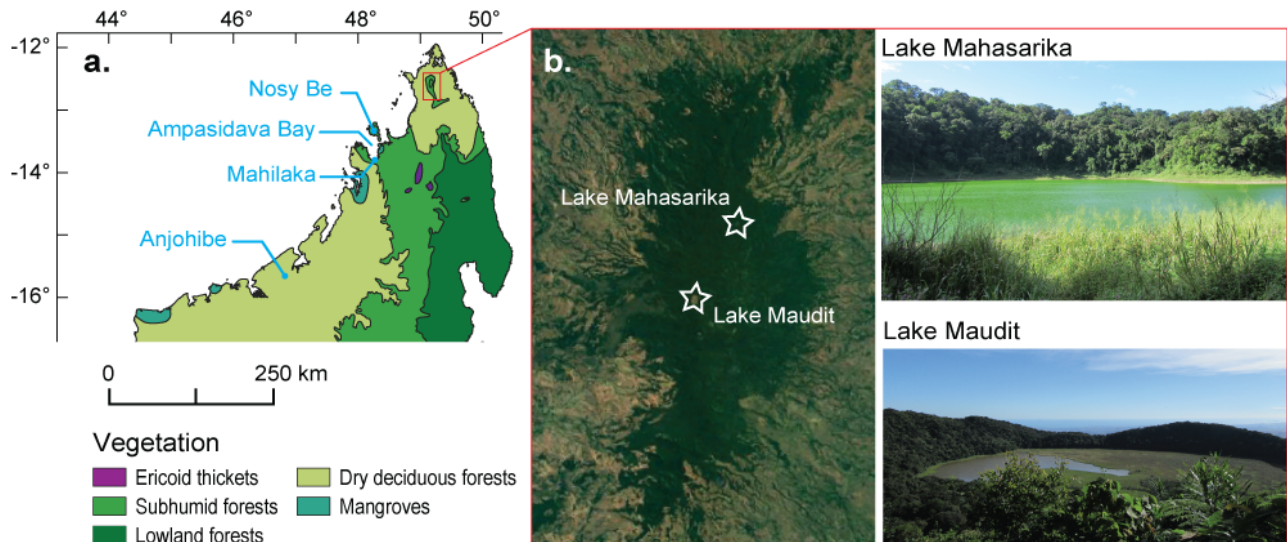 44° 46° 48° 50°
-12°
-14°
-16°
a.
Nosy Be
Ampasidava Bay
Mahilaka
Anjohibe
0 250 km
Vegetation
Ericoid thickets
Subhumid forests
Lowland forests
Dry deciduous forests
Mangroves
b.
Lake Mahasarika
Lake Maudit
Lake Mahasarika
Lake Maudit